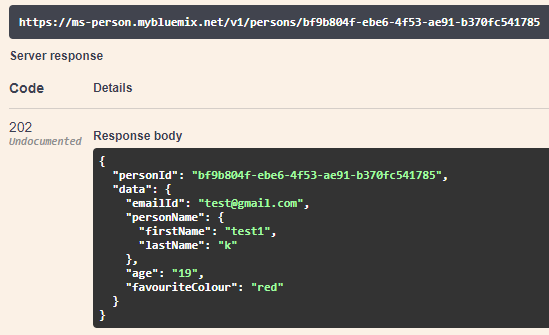 https://ms-person.mybluemix.net/v1/persons/bf9b804f-ebe6-4f53-ae91-b370fc541785
Server response
Code Details
202
Undocumented
Response body
{
  "personId": "bf9b804f-ebe6-4f53-ae91-b370fc541785",
  "data": {
    "emailId": "test@gmail.com",
    "personName": {
      "firstName": "test1",
      "lastName": "k"
    },
    "age": "19",
    "favouriteColour": "red"
  }
}